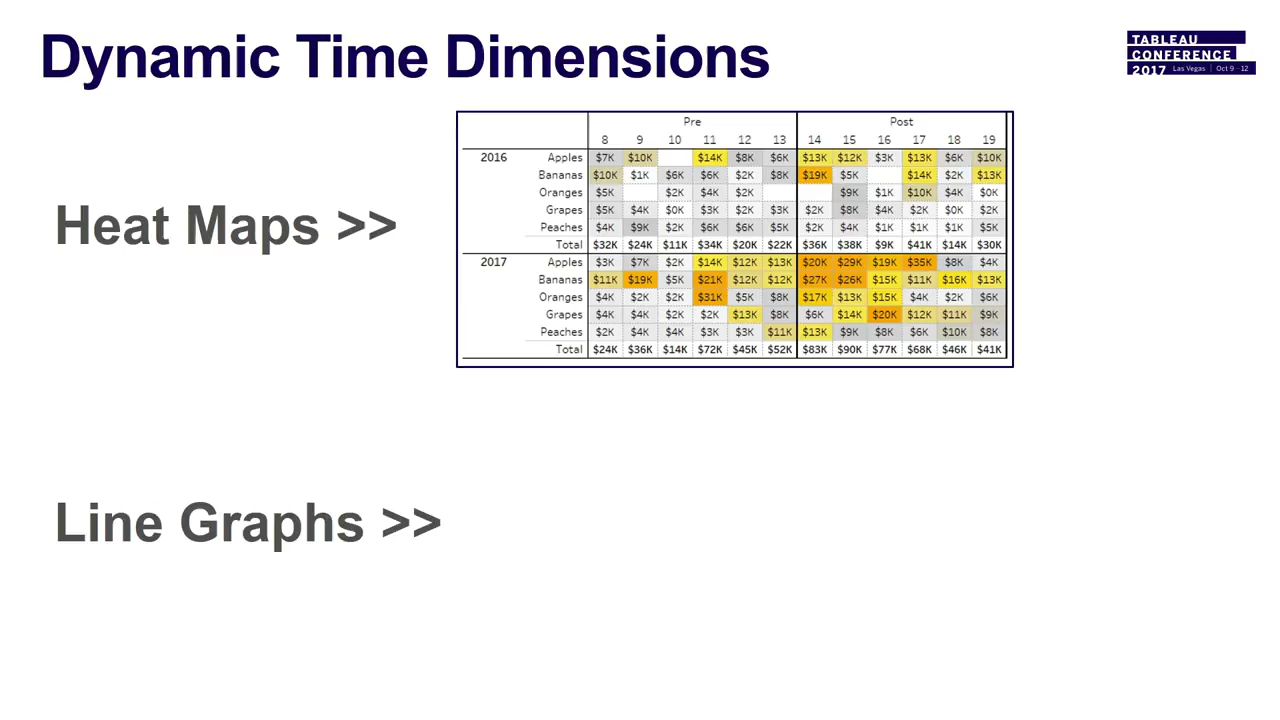 Dynamic Time Dimensions
TABLEAU
CONFERENCE
2017 Las Vegas | Oct 9 - 12
Pre Post
8 9 10 11 12 13 14 15 16 17 18 19
2016 Apples $7K $10K $14K $8K $6K $13K $12K $3K $13K $6K $10K
Bananas $10K $1K $6K $6K $2K $8K $19K $5K $14K $2K $13K
Oranges $5K $2K $4K $2K $9K $1K $10K $4K $0K
Grapes $5K $4K $0K $3K $2K $3K $2K $8K $4K $2K $0K $2K
Peaches $4K $9K $2K $6K $6K $5K $2K $4K $1K $1K $1K $5K
Total $32K $24K $11K $34K $20K $22K $36K $38K $9K $41K $14K $30K
2017 Apples $3K $7K $2K $14K $12K $13K $20K $29K $19K $35K $8K $4K
Bananas $11K $19K $5K $21K $12K $12K $27K $26K $15K $11K $16K $13K
Oranges $4K $2K $2K $31K $5K $8K $17K $13K $15K $4K $2K $6K
Grapes $4K $4K $2K $2K $13K $8K $6K $14K $20K $12K $11K $9K
Peaches $2K $4K $4K $3K $3K $11K $13K $9K $8K $6K $10K $8K
Total $24K $36K $14K $72K $45K $52K $83K $90K $77K $68K $46K $41K
Heat Maps >>
Line Graphs >>